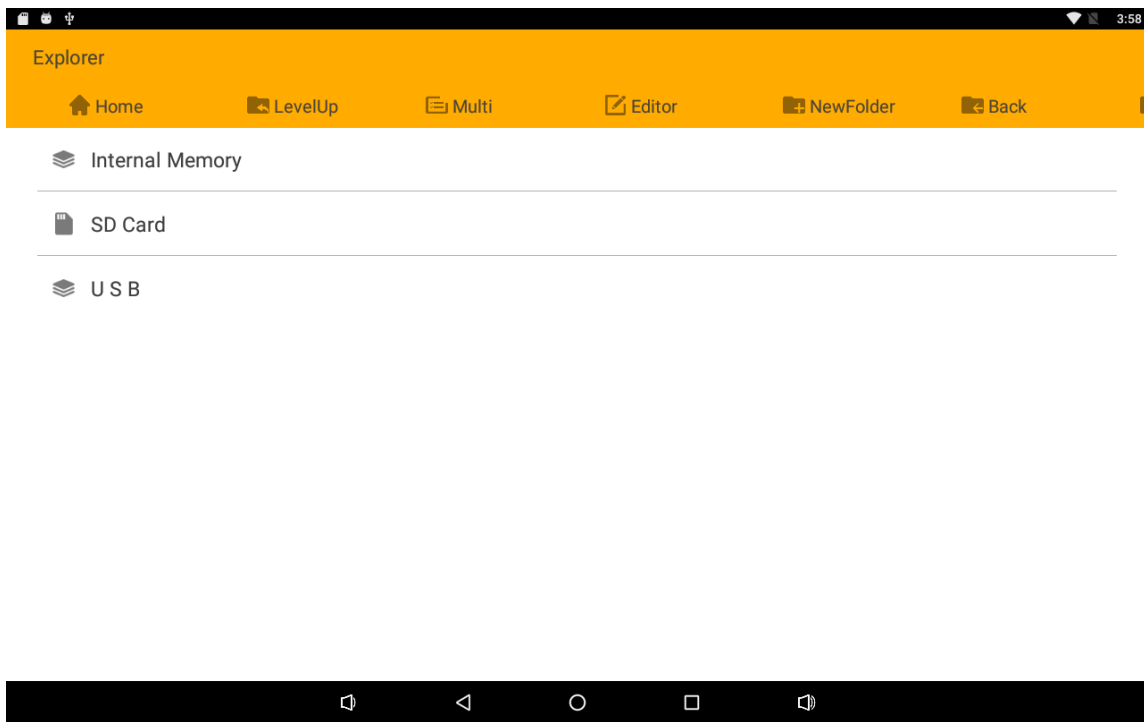 3:58
Explorer
Home LevelUp Multi Editor NewFolder Back
Internal Memory
SD Card
U S B